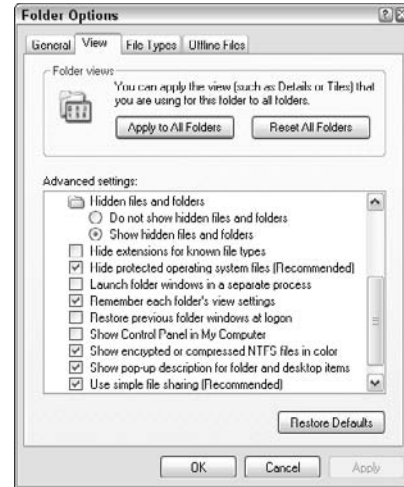 Folder Options
General View File Types Offline Files
Folder views
You can apply the view (such as Details or Tiles) that
you are using for this folder to all folders.
Apply to All Folders Reset All Folders
Advanced settings:
Hidden files and folders
Do not show hidden files and folders
Show hidden files and folders
Hide extensions for known file types
Hide protected operating system files (Recommended)
Launch folder windows in a separate process
Remember each folder's view settings
Restore previous folder windows at logon
Show Control Panel in My Computer
Show encrypted or compressed NTFS files in color
Show pop-up description for folder and desktop items
Use simple file sharing (Recommended)
Restore Defaults
OK Cancel Apply